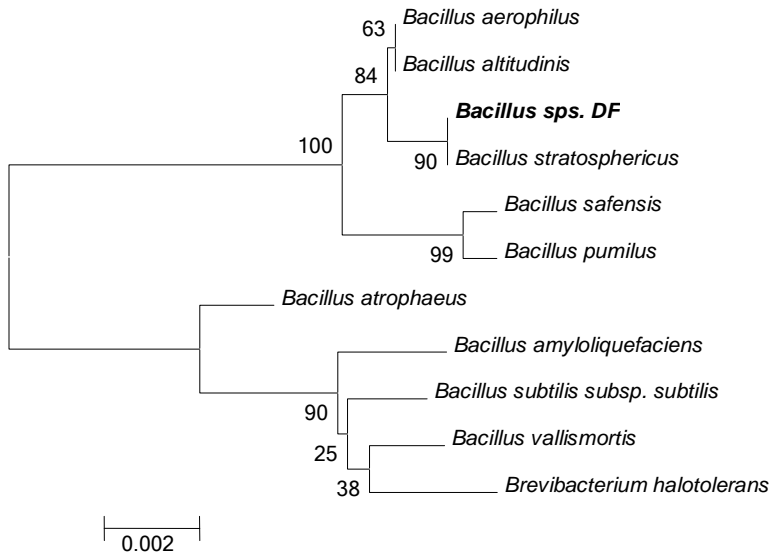 63
Bacillus aerophilus
Bacillus altitudinis
84
Bacillus sps. DF
100
90
Bacillus stratosphericus
Bacillus safensis
99
Bacillus pumilus
Bacillus atrophaeus
Bacillus amyloliquefaciens
90
Bacillus subtilis subsp. subtilis
25
Bacillus vallismortis
38
Brevibacterium halotolerans
0.002